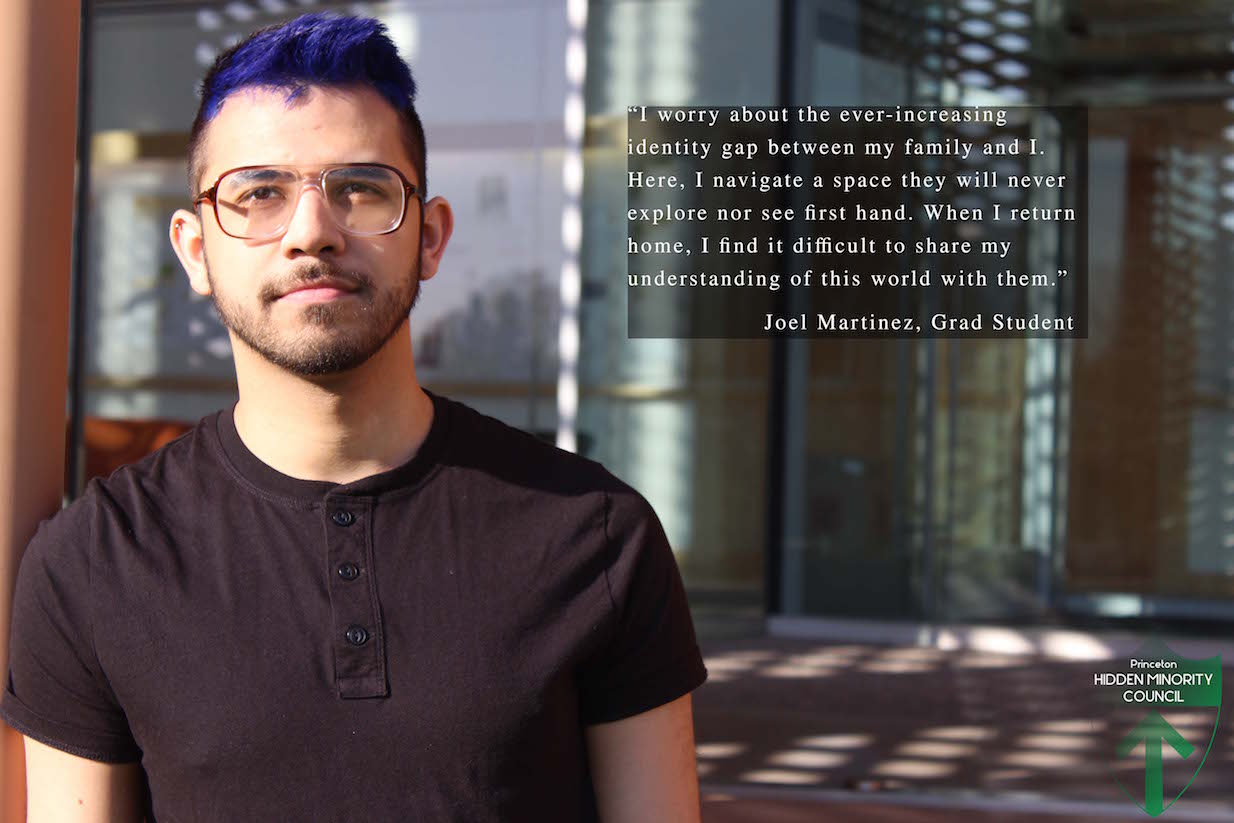 “I worry about the ever-increasing
identity gap between my family and I.
Here, I navigate a space they will never
explore nor see first hand. When I return
home, I find it difficult to share my
understanding of this world with them.”
Joel Martinez, Grad Student
Princeton
HIDDEN MINORITY
COUNCIL